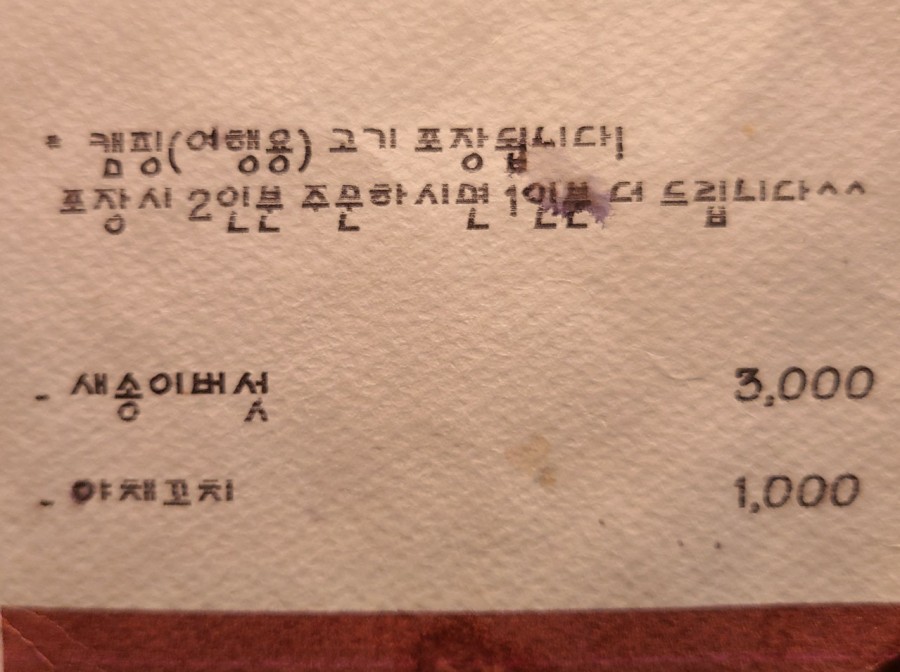 * 캠핑(여행용) 고기 포장됩니다!
포장시 2인분 주문하시면 1인분 더 드립니다^^
- 새송이버섯 3,000
- 야채꼬치 1,000